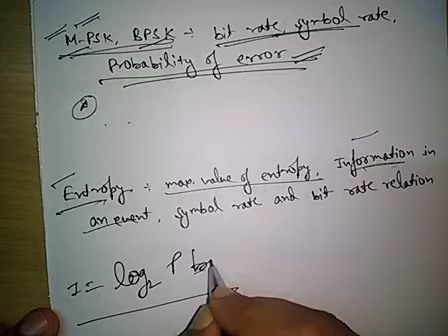 M-PSK, BPSK :- bit rate, symbol rate,
Probability of error
A
Entropy :- max. value of entropy, Information in
an event, symbol rate and bit rate relation
I = log2 P